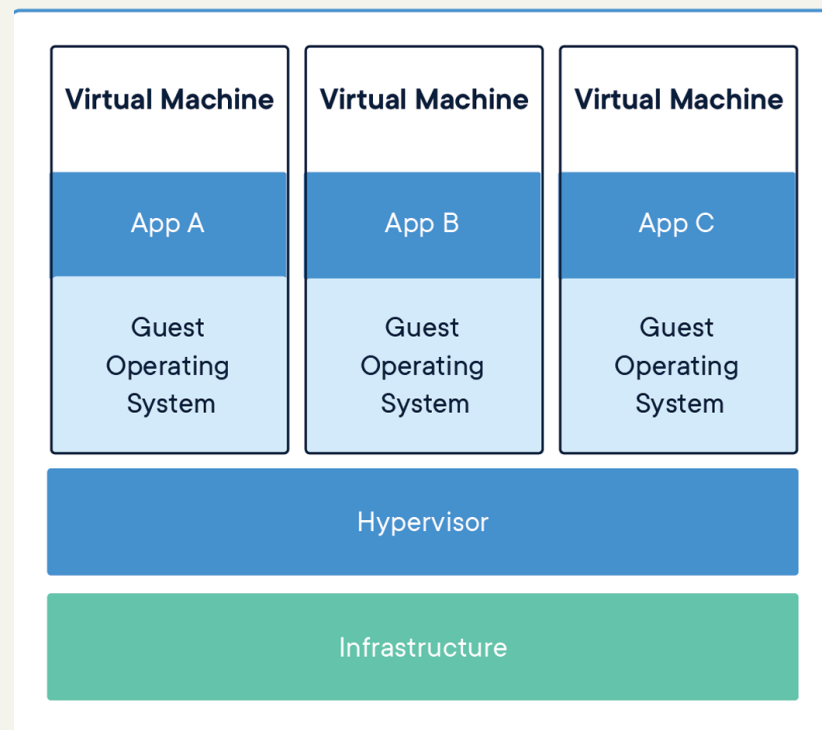 Virtual Machine
Virtual Machine
Virtual Machine
App A
App B
App C
Guest
Operating
System
Guest
Operating
System
Guest
Operating
System
Hypervisor
Infrastructure